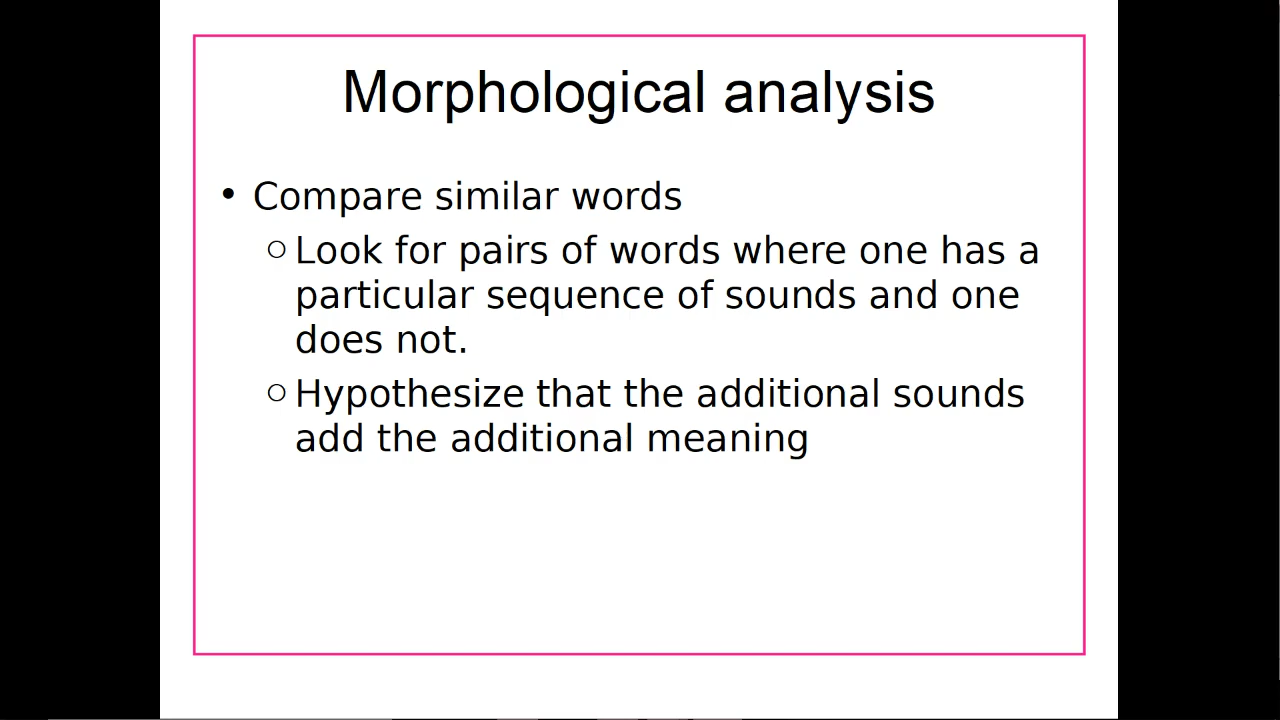 Morphological analysis
• Compare similar words
○ Look for pairs of words where one has a
particular sequence of sounds and one
does not.
○ Hypothesize that the additional sounds
add the additional meaning